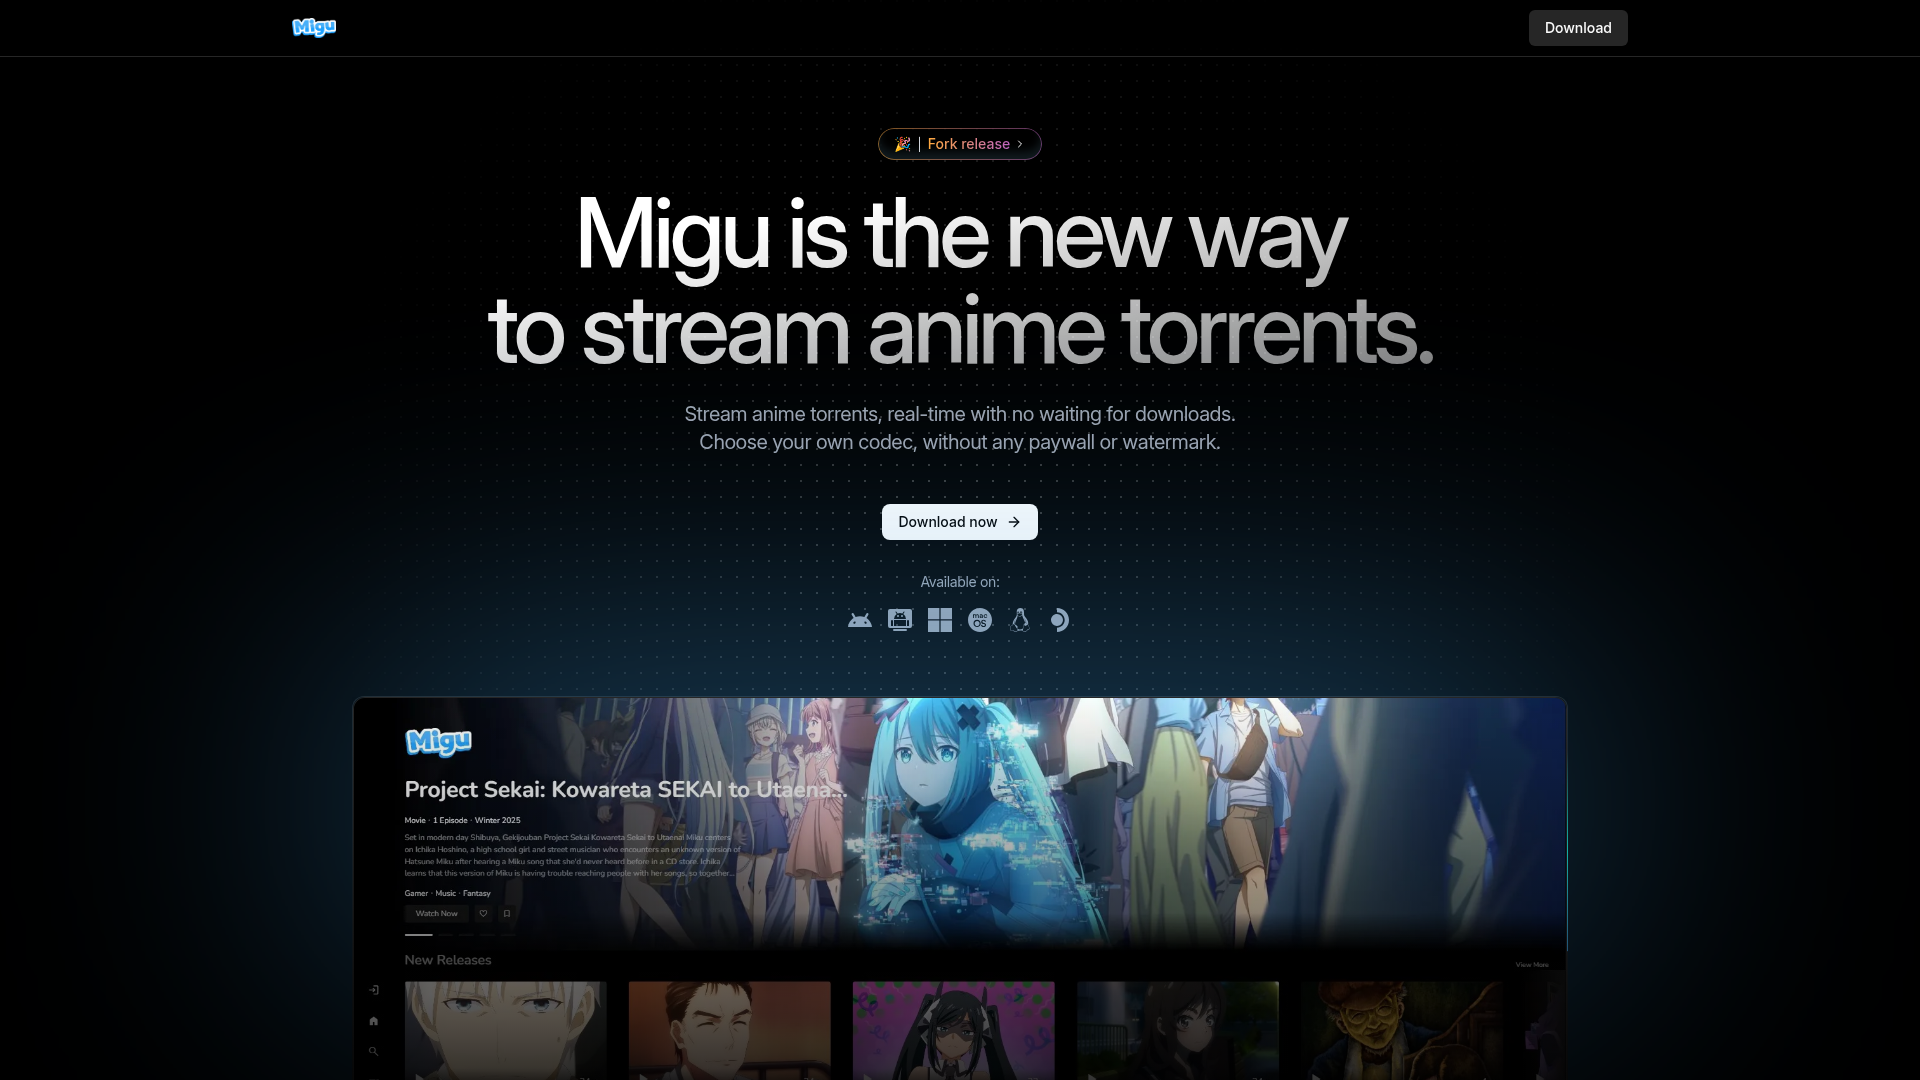 Migu
Download
Fork release
Migu is the new way
to stream anime torrents.
Stream anime torrents, real-time with no waiting for downloads.
Choose your own codec, without any paywall or watermark.
Download now
Available on:
mac
OS
Migu
Project Sekai: Kowareta SEKAI to Utaena...
Movie · 1 Episode · Winter 2025
Set in modern day Shibuya, Gekijouban Project Sekai Kowareta Sekai to Utaenai Miku centers
on Ichika Hoshino, a high school girl and street musician who encounters an unknown version of
Hatsune Miku after hearing a Miku song that she'd never heard before in a CD store. Ichika
learns that this version of Miku is having trouble reaching people with her songs, so together...
Gamer · Music · Fantasy
Watch Now
New Releases
View More